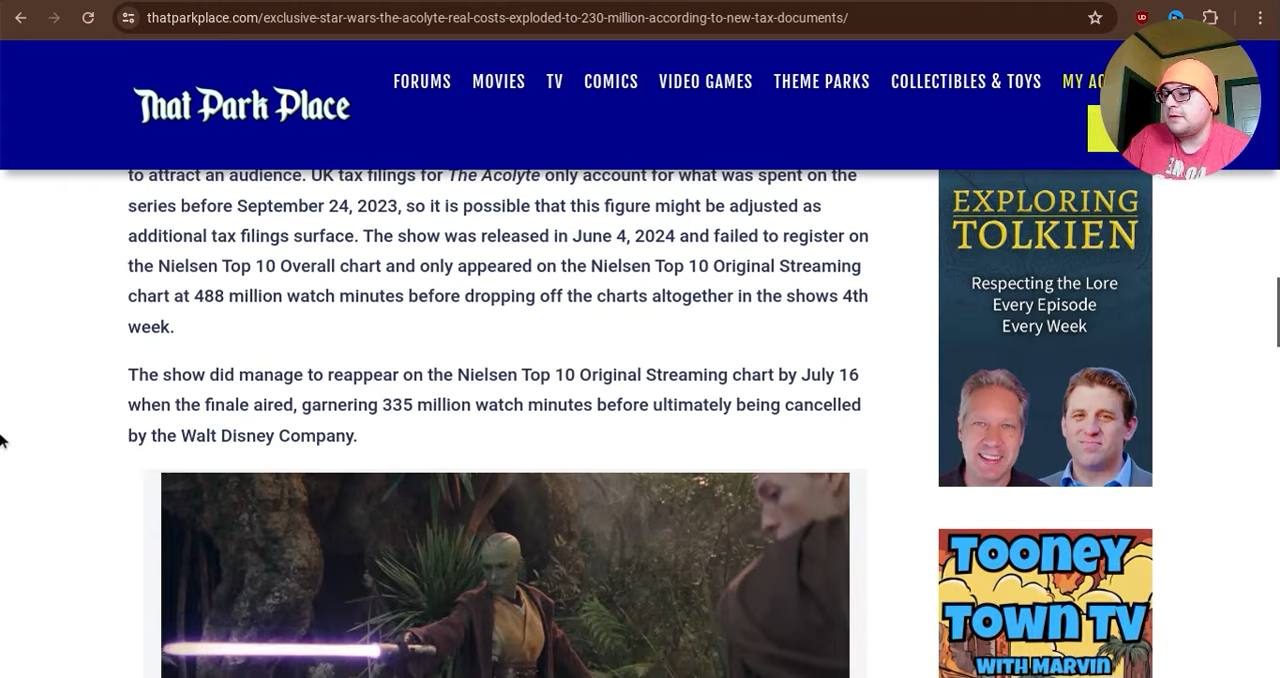 thatparkplace.com/exclusive-star-wars-the-acolyte-real-costs-exploded-to-230-million-according-to-new-tax-documents/
That Park Place
FORUMS MOVIES TV COMICS VIDEO GAMES THEME PARKS COLLECTIBLES & TOYS MY
to attract an audience. UK tax filings for The Acolyte only account for what was spent on the
series before September 24, 2023, so it is possible that this figure might be adjusted as
additional tax filings surface. The show was released in June 4, 2024 and failed to register on
the Nielsen Top 10 Overall chart and only appeared on the Nielsen Top 10 Original Streaming
chart at 488 million watch minutes before dropping off the charts altogether in the shows 4th
week.
The show did manage to reappear on the Nielsen Top 10 Original Streaming chart by July 16
when the finale aired, garnering 335 million watch minutes before ultimately being cancelled
by the Walt Disney Company.
EXPLORING
TOLKIEN
Respecting the Lore
Every Episode
Every Week
TOONEY
TOWN TV
WITH MARVIN